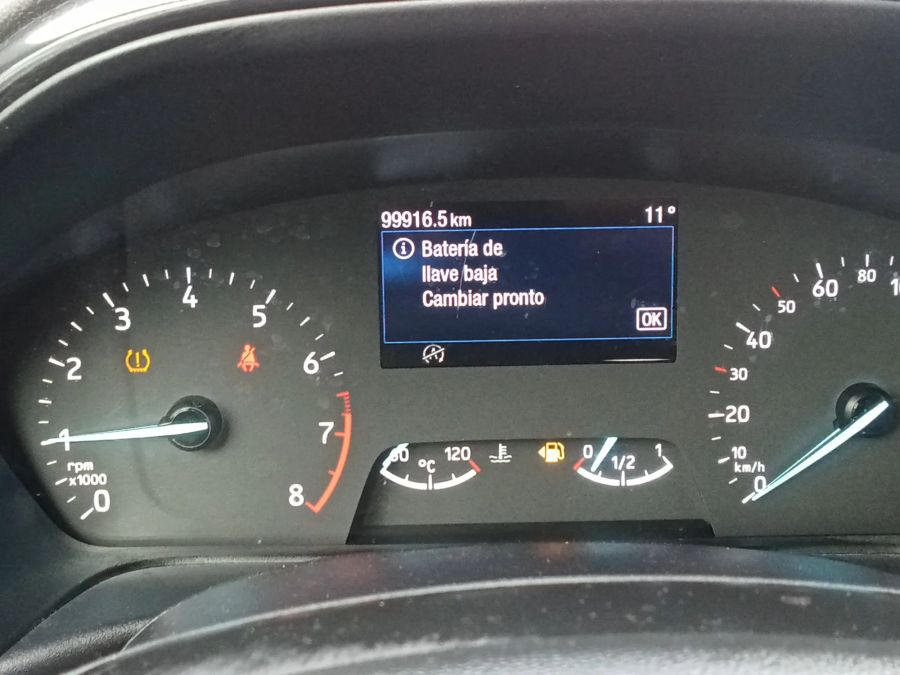 99916.5 km 11°
Batería de
llave baja
Cambiar pronto
OK
0 1 2 3 4 5 6 7 8
rpm
x1000
120
°C
0 1/2 1
0 10 20 30 40 50 60 80
km/h